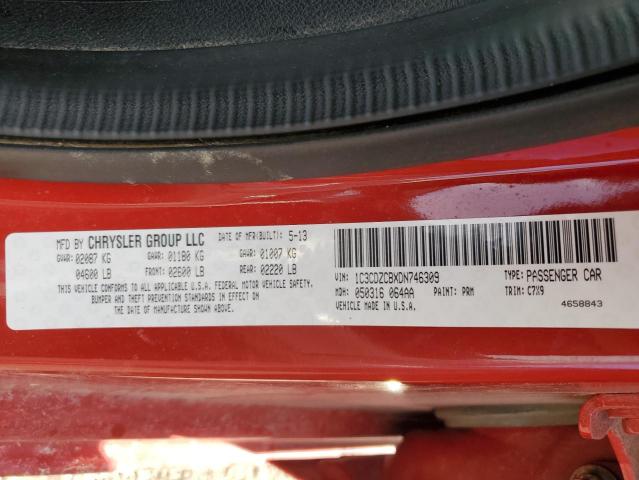 MFD BY CHRYSLER GROUP LLC DATE OF MFR(BUILT): 5-13
GVWR: 02087 KG GAWR: 01180 KG GAWR: 01007 KG
04600 LB FRONT: 02600 LB REAR: 02220 LB
THIS VEHICLE CONFORMS TO ALL APPLICABLE U.S.A. FEDERAL MOTOR VEHICLE SAFETY,
BUMPER AND THEFT PREVENTION STANDARDS IN EFFECT ON
THE DATE OF MANUFACTURE SHOWN ABOVE.
VIN: 1C3CDZCBXDN746309 TYPE: PASSENGER CAR
MDH: 050316 064AA PAINT: PRM TRIM: C7X9
VEHICLE MADE IN U.S.A. 4658843